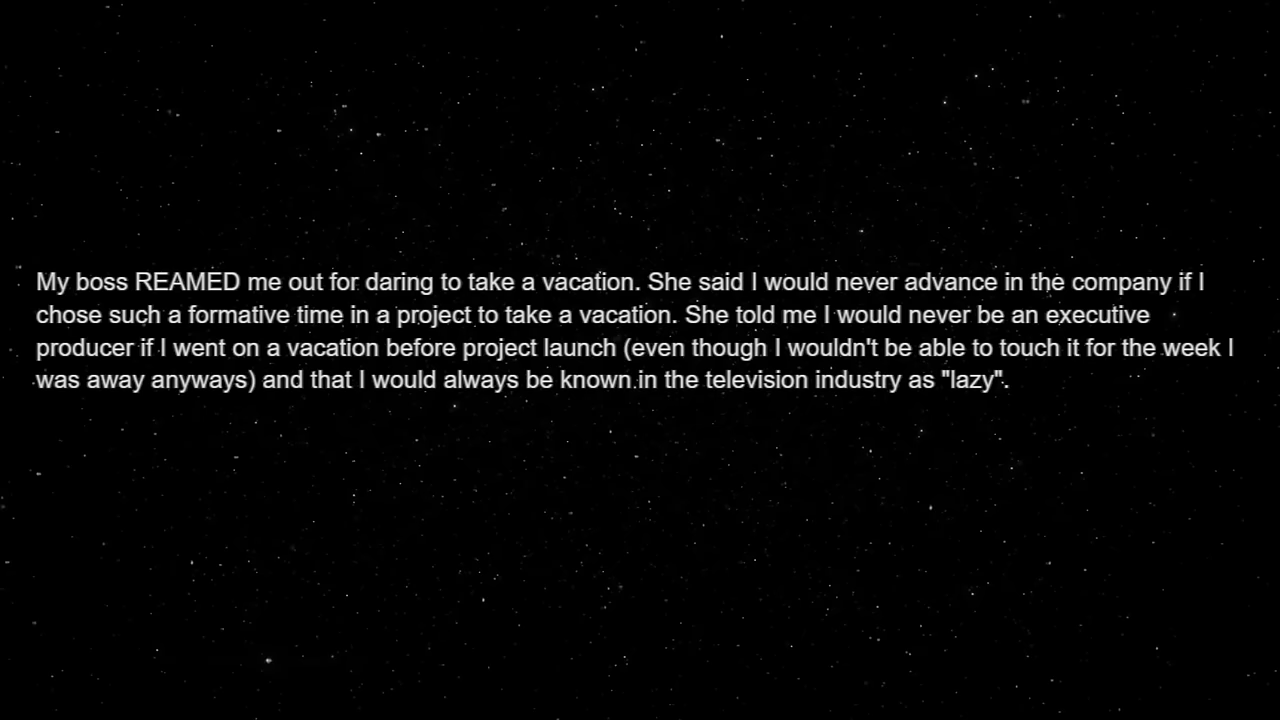 My boss REAMED me out for daring to take a vacation. She said I would never advance in the company if I
chose such a formative time in a project to take a vacation. She told me I would never be an executive
producer if I went on a vacation before project launch (even though I wouldn't be able to touch it for the week I
was away anyways) and that I would always be known in the television industry as "lazy".